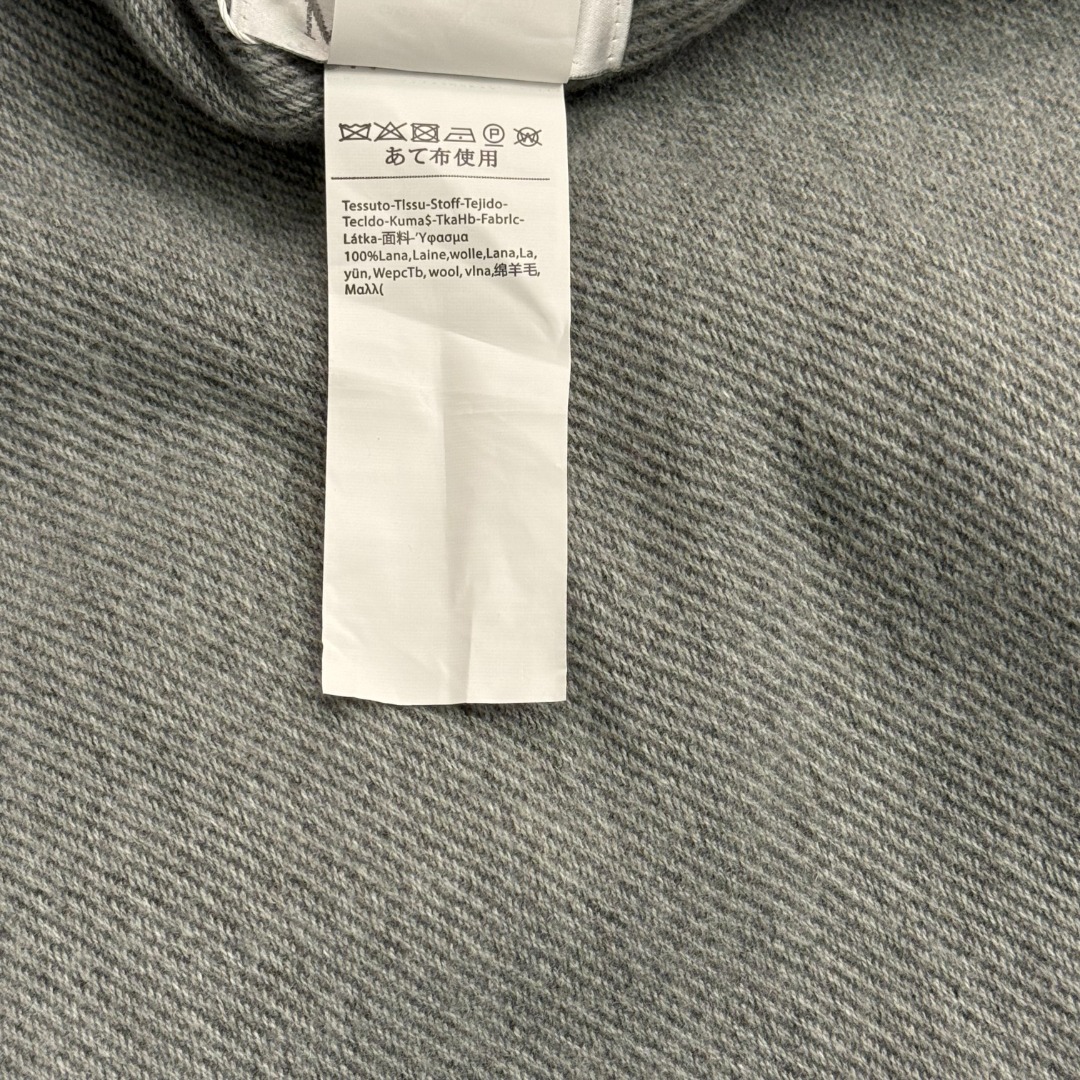 P W
あて布使用
Tessuto-TIssu-Stoff-TejIdo-
TecIdo-Kuma$-TkaHb-FabrIc-
Látka-面料-Ύφασμα
100%Lana,Laine,wolle,Lana,La,
yün,WepcTb, wool, vlna,绵羊毛,
Μαλλ(